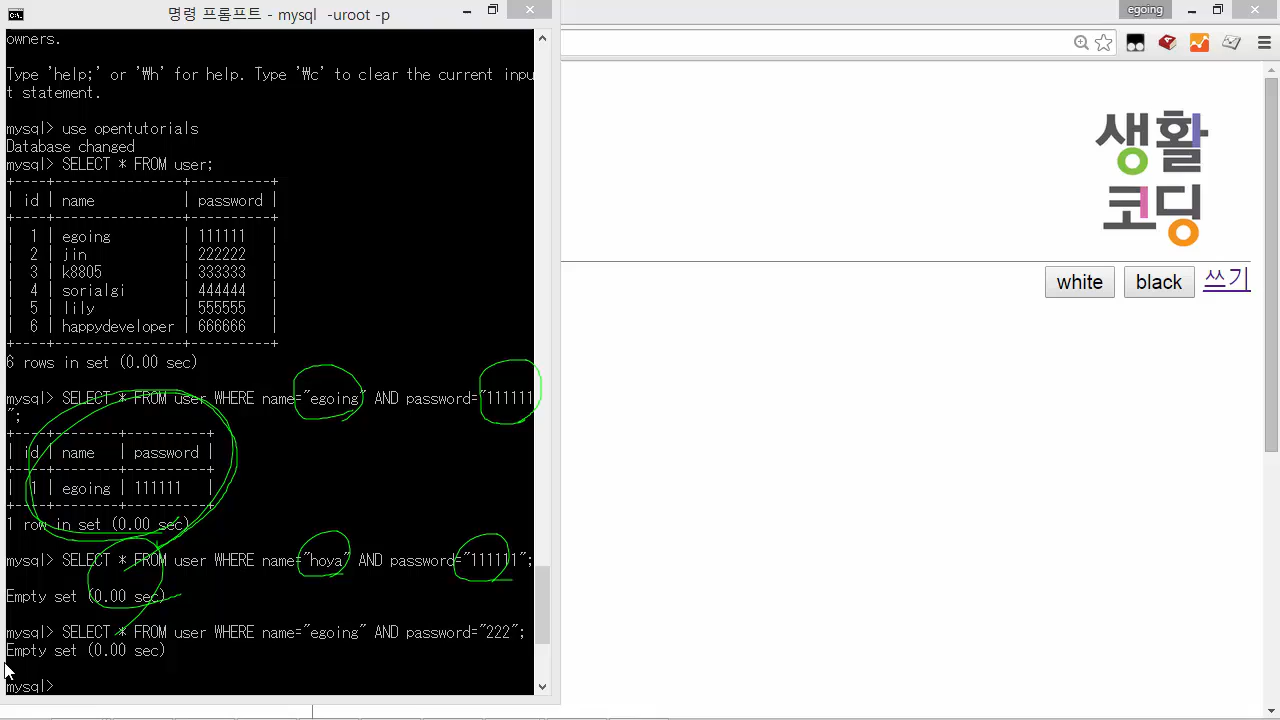 명령 프롬프트 - mysql -uroot -p
owners.
Type 'help;' or '₩h' for help. Type '₩c' to clear the current inpu
t statement.
mysql> use opentutorials
Database changed
mysql> SELECT * FROM user;
+----+----------------+----------+
| id | name | password |
+----+----------------+----------+
| 1 | egoing | 111111 |
| 2 | jin | 222222 |
| 3 | k8805 | 333333 |
| 4 | sorialgi | 444444 |
| 5 | lily | 555555 |
| 6 | happydeveloper | 666666 |
+----+----------------+----------+
6 rows in set (0.00 sec)
mysql> SELECT * FROM user WHERE name="egoing" AND password="111111
";
+----+--------+----------+
| id | name | password |
+----+--------+----------+
| 1 | egoing | 111111 |
+----+--------+----------+
1 row in set (0.00 sec)
mysql> SELECT * FROM user WHERE name="hoya" AND password="111111";
Empty set (0.00 sec)
mysql> SELECT * FROM user WHERE name="egoing" AND password="222";
Empty set (0.00 sec)
mysql>
egoing
생활
코딩
white black 쓰기